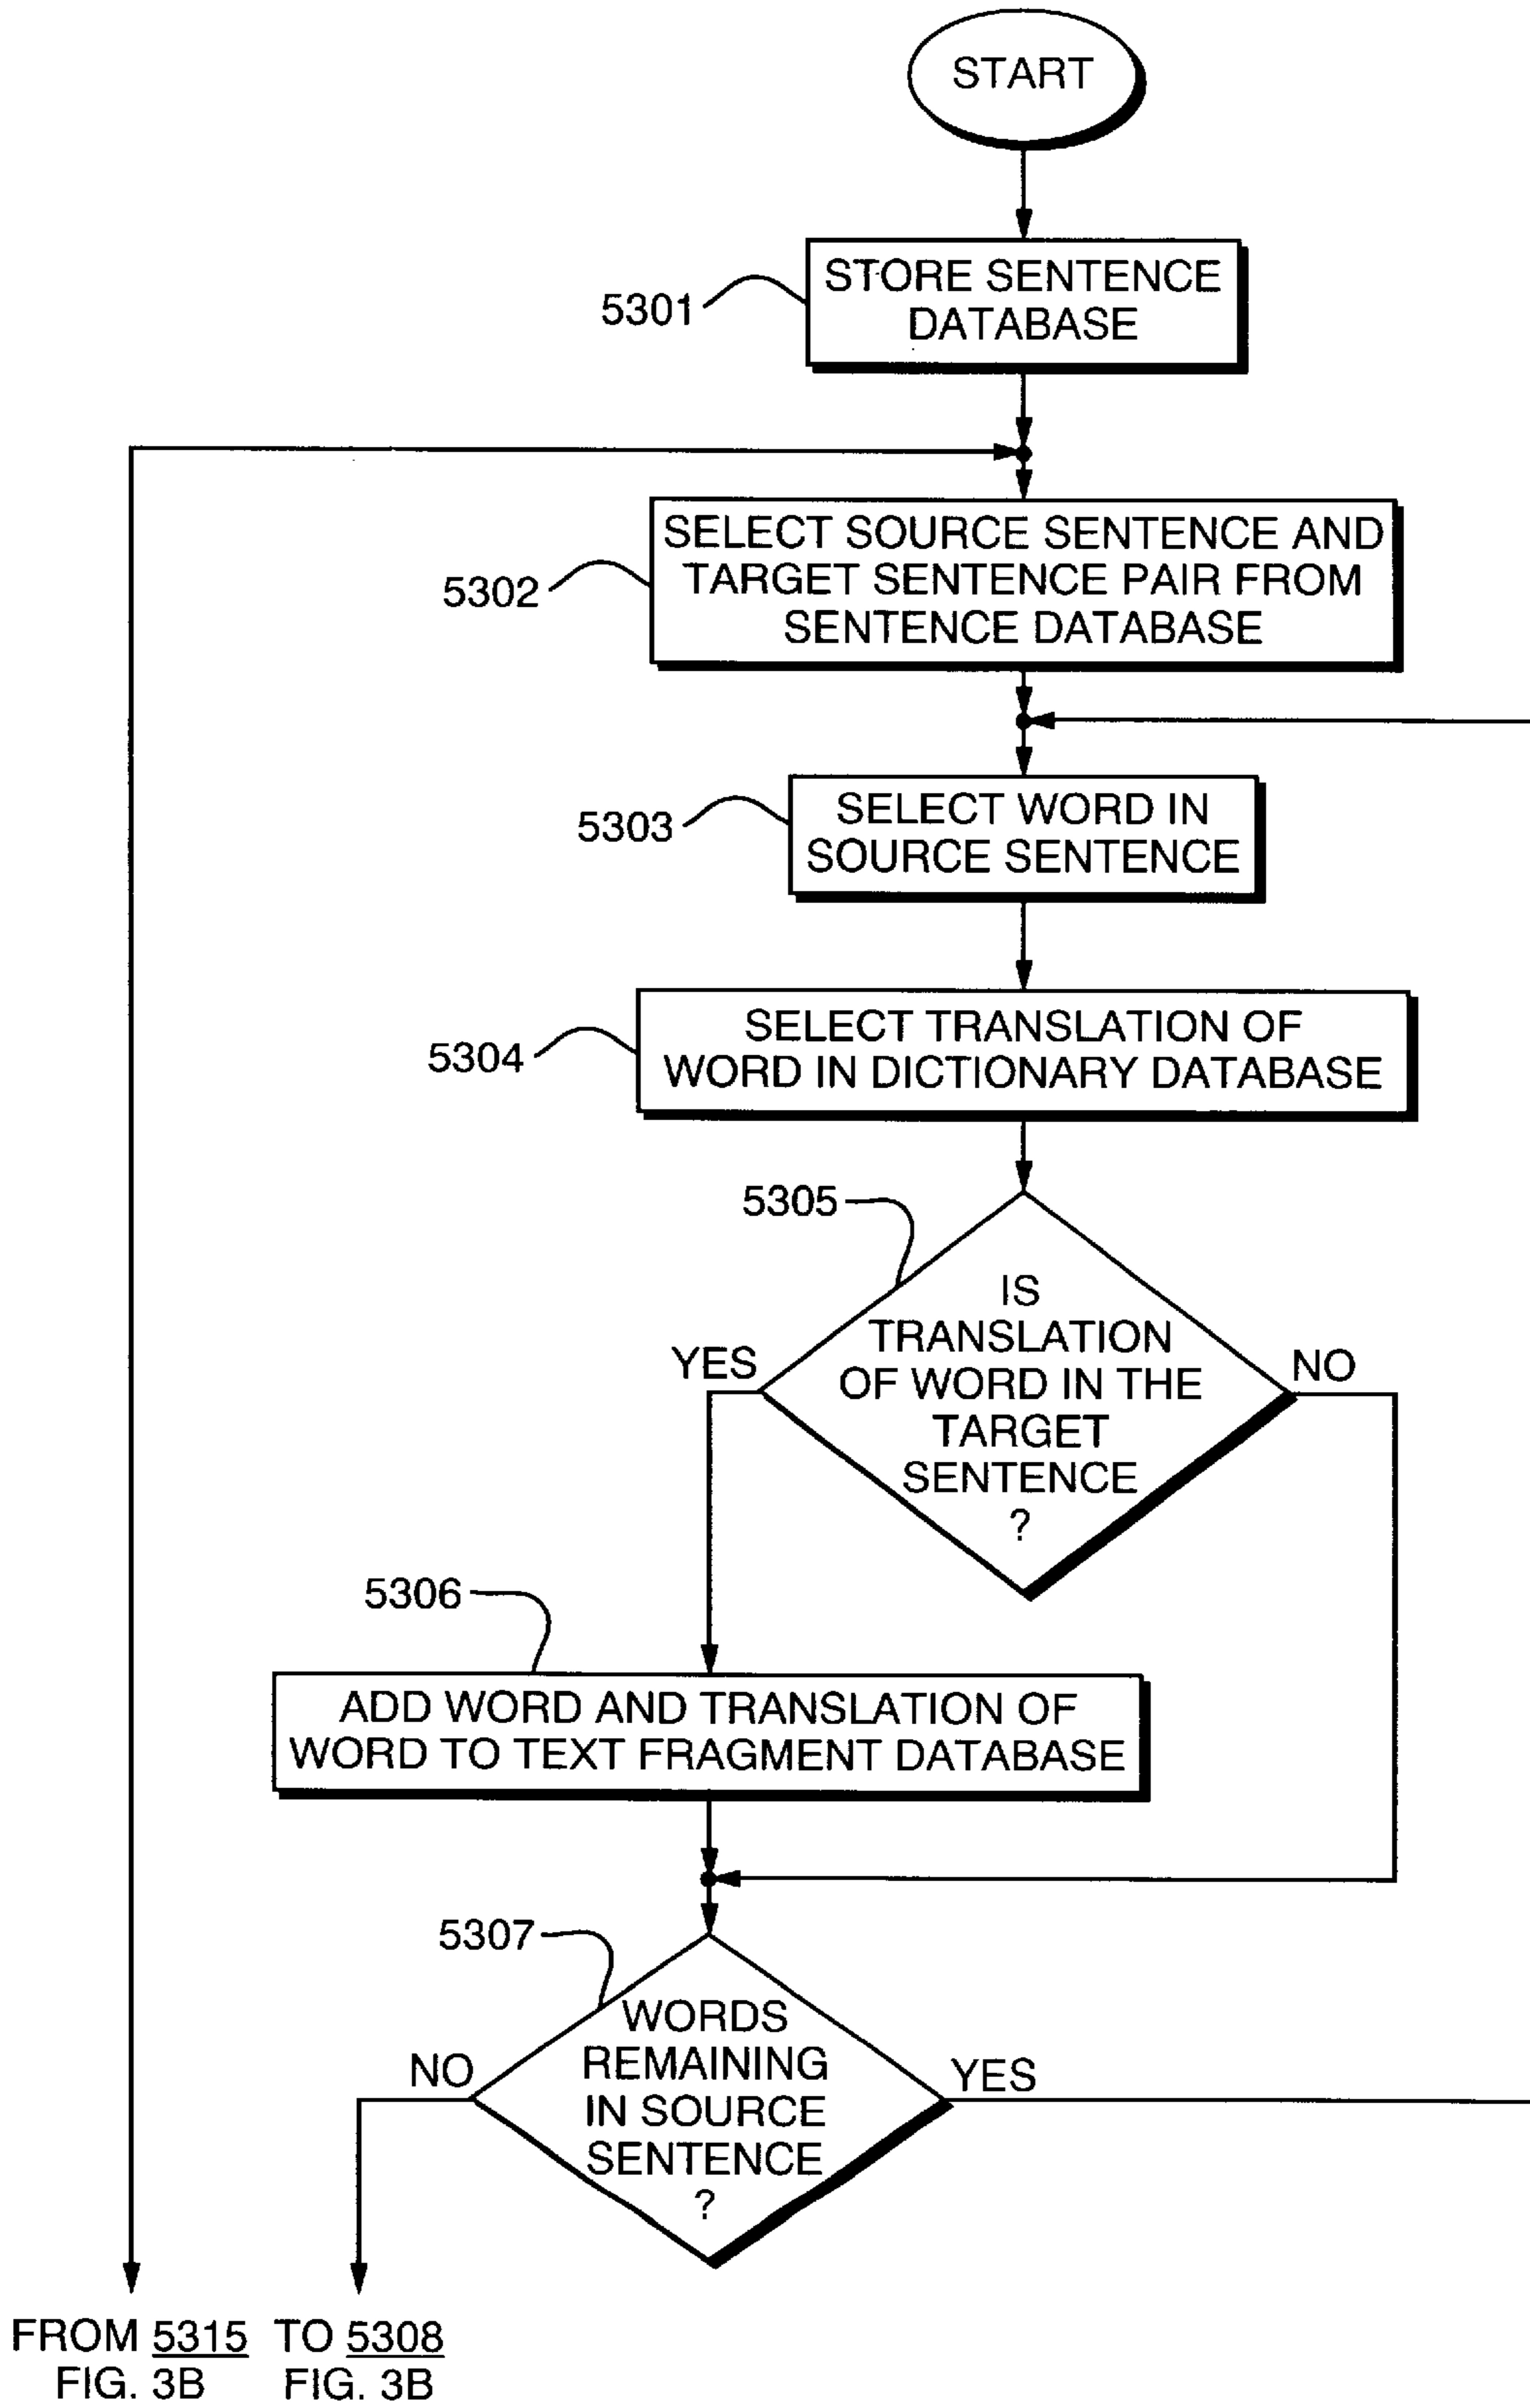 START
5301
STORE SENTENCE
DATABASE
5302
SELECT SOURCE SENTENCE AND
TARGET SENTENCE PAIR FROM
SENTENCE DATABASE
5303
SELECT WORD IN
SOURCE SENTENCE
5304
SELECT TRANSLATION OF
WORD IN DICTIONARY DATABASE
5305
IS
TRANSLATION
OF WORD IN THE
TARGET
SENTENCE
?
YES
NO
5306
ADD WORD AND TRANSLATION OF
WORD TO TEXT FRAGMENT DATABASE
5307
WORDS
REMAINING
IN SOURCE
SENTENCE
?
NO
YES
FROM 5315
FIG. 3B
TO 5308
FIG. 3B